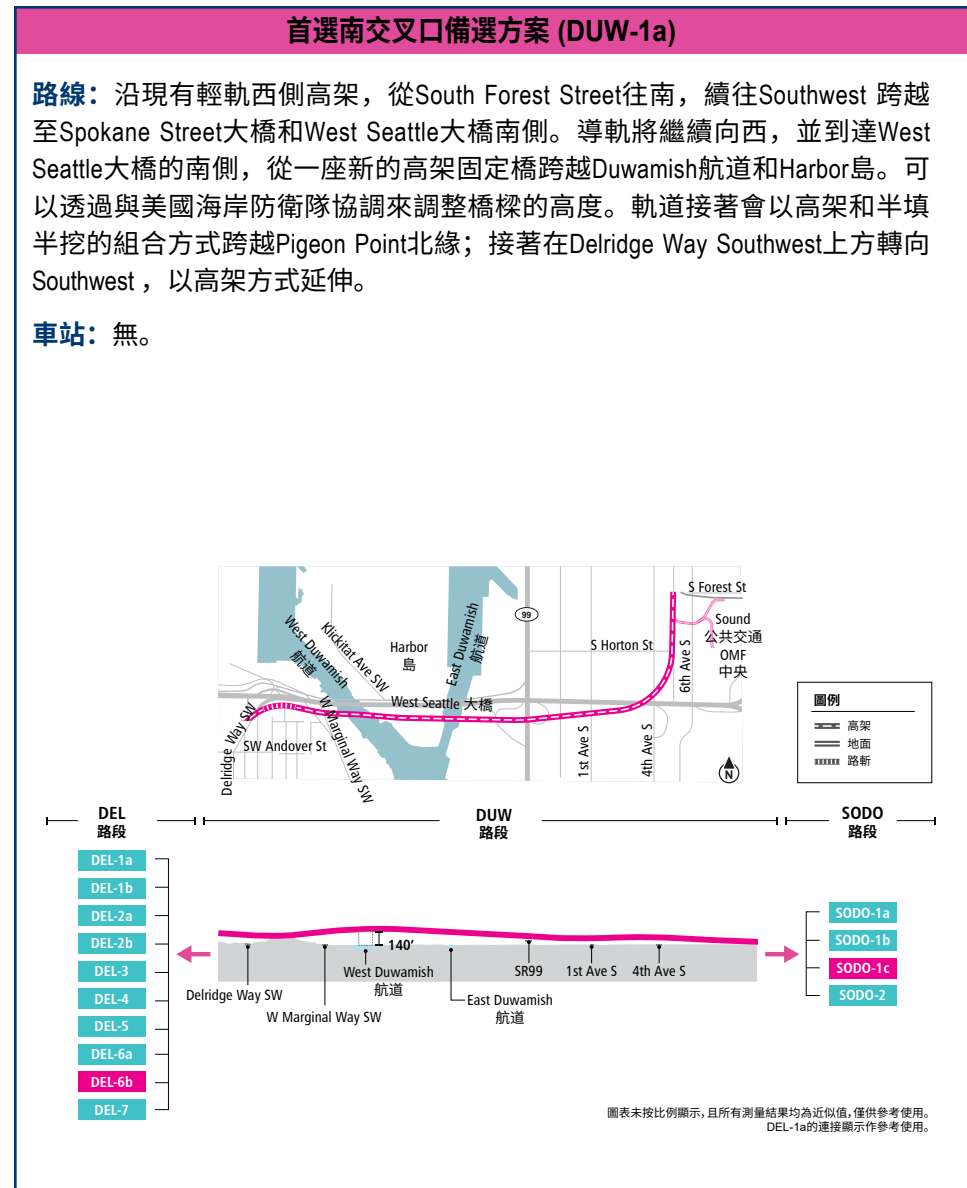 首選南交叉口備選方案 (DUW-1a)
路線：沿現有輕軌西側高架，從South Forest Street往南，續往Southwest 跨越
至Spokane Street大橋和West Seattle大橋南側。導軌將繼續向西，並到達West
Seattle大橋的南側，從一座新的高架固定橋跨越Duwamish航道和Harbor島。可
以透過與美國海岸防衛隊協調來調整橋樑的高度。軌道接著會以高架和半填
半挖的組合方式跨越Pigeon Point北緣；接著在Delridge Way Southwest上方轉向
Southwest ，以高架方式延伸。
車站：無。
West Duwamish
航道
Klickitat Ave SW
Harbor
島
East Duwamish
航道
99
S Horton St
S Forest St
Sound
公共交通
OMF
中央
6th Ave S
West Seattle 大橋
Delridge Way SW
SW Andover St
W Marginal Way SW
1st Ave S
4th Ave S
N
圖例
高架
地面
路斬
DEL
路段
DUW
路段
SODO
路段
DEL-1a
DEL-1b
DEL-2a
DEL-2b
DEL-3
DEL-4
DEL-5
DEL-6a
DEL-6b
DEL-7
140′
Delridge Way SW
W Marginal Way SW
West Duwamish
航道
East Duwamish
航道
SR99
1st Ave S
4th Ave S
SODO-1a
SODO-1b
SODO-1c
SODO-2
圖表未按比例顯示，且所有測量結果均為近似值，僅供參考使用。
DEL-1a的連接顯示作參考使用。